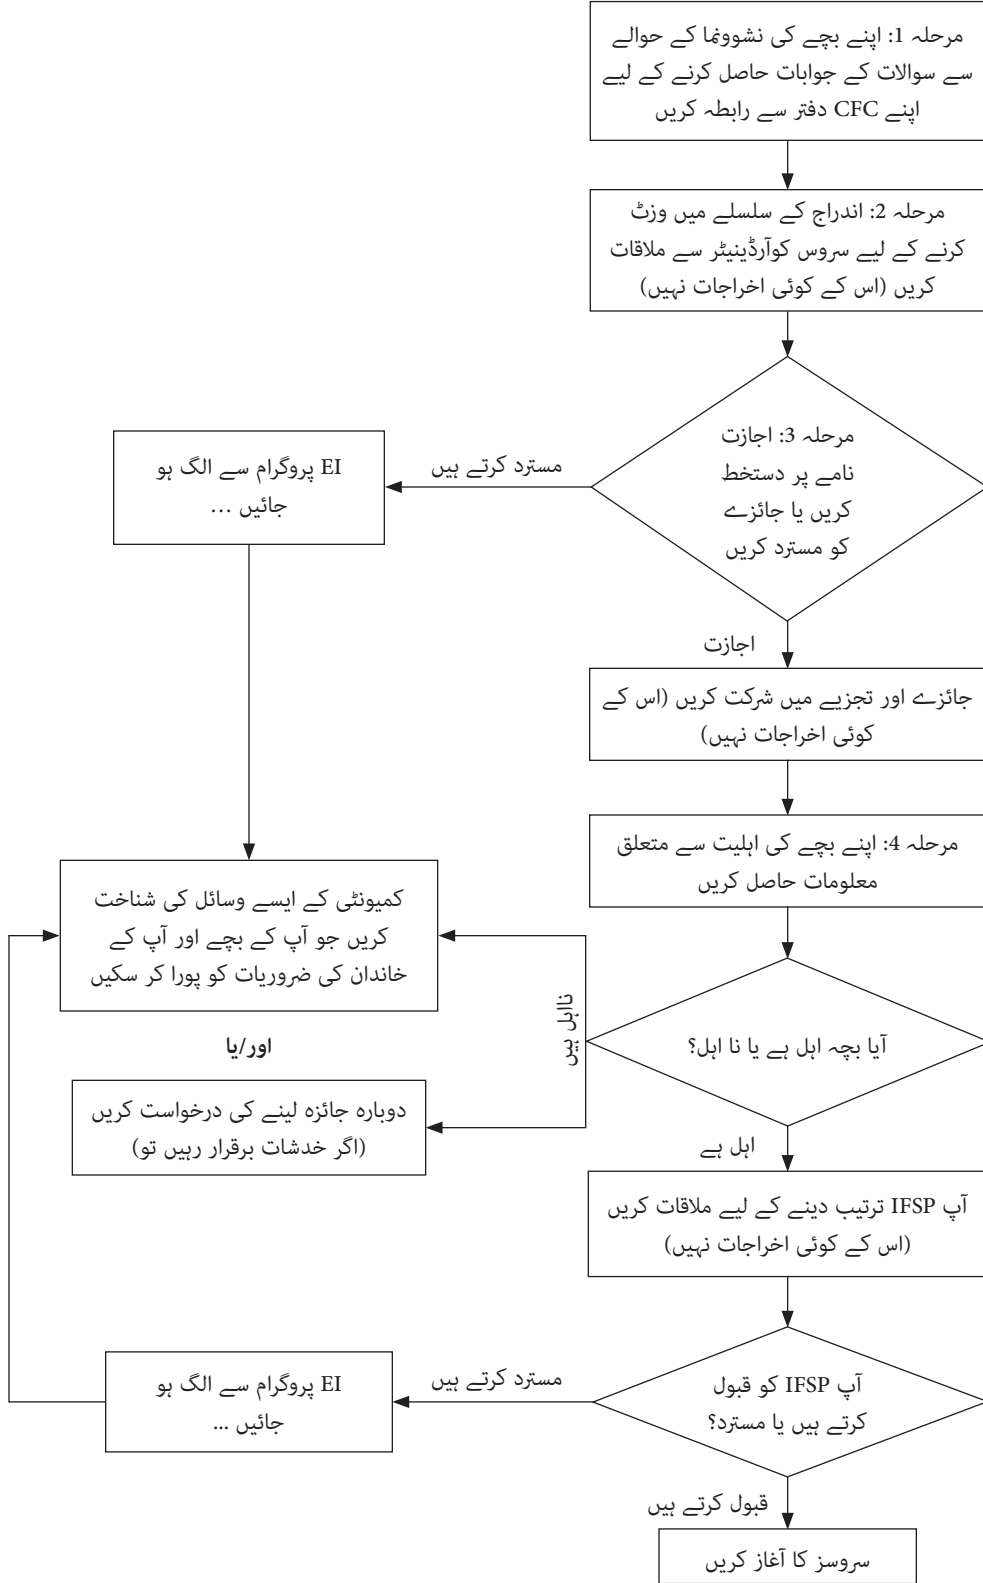 مرحلہ 1: اپنے بچے کی نشوونما کے حوالے
سے سوالات کے جوابات حاصل کرنے کے لیے
اپنے CFC دفتر سے رابطہ کریں
مرحلہ 2: اندراج کے سلسلے میں وزٹ
کرنے کے لیے سروس کوآرڈینیٹر سے ملاقات
کریں (اس کے کوئی اخراجات نہیں)
مرحلہ 3: اجازت
نامے پر دستخط
کریں یا جائزے
کو مسترد کریں
مسترد کرتے ہیں
EI پروگرام سے الگ ہو
جائیں ...
اجازت
جائزے اور تجزیے میں شرکت کریں (اس کے
کوئی اخراجات نہیں)
مرحلہ 4: اپنے بچے کی اہلیت سے متعلق
معلومات حاصل کریں
آیا بچہ اہل ہے یا نا اہل؟
نااہل ہیں
کمیونٹی کے ایسے وسائل کی شناخت
کریں جو آپ کے بچے اور آپ کے
خاندان کی ضروریات کو پورا کر سکیں
اور/یا
دوبارہ جائزہ لینے کی درخواست کریں
(اگر خدشات برقرار رہیں تو)
اہل ہے
آپ IFSP ترتیب دینے کے لیے ملاقات کریں
(اس کے کوئی اخراجات نہیں)
آپ IFSP کو قبول
کرتے ہیں یا مسترد؟
مسترد کرتے ہیں
EI پروگرام سے الگ ہو
جائیں ...
قبول کرتے ہیں
سروسز کا آغاز کریں